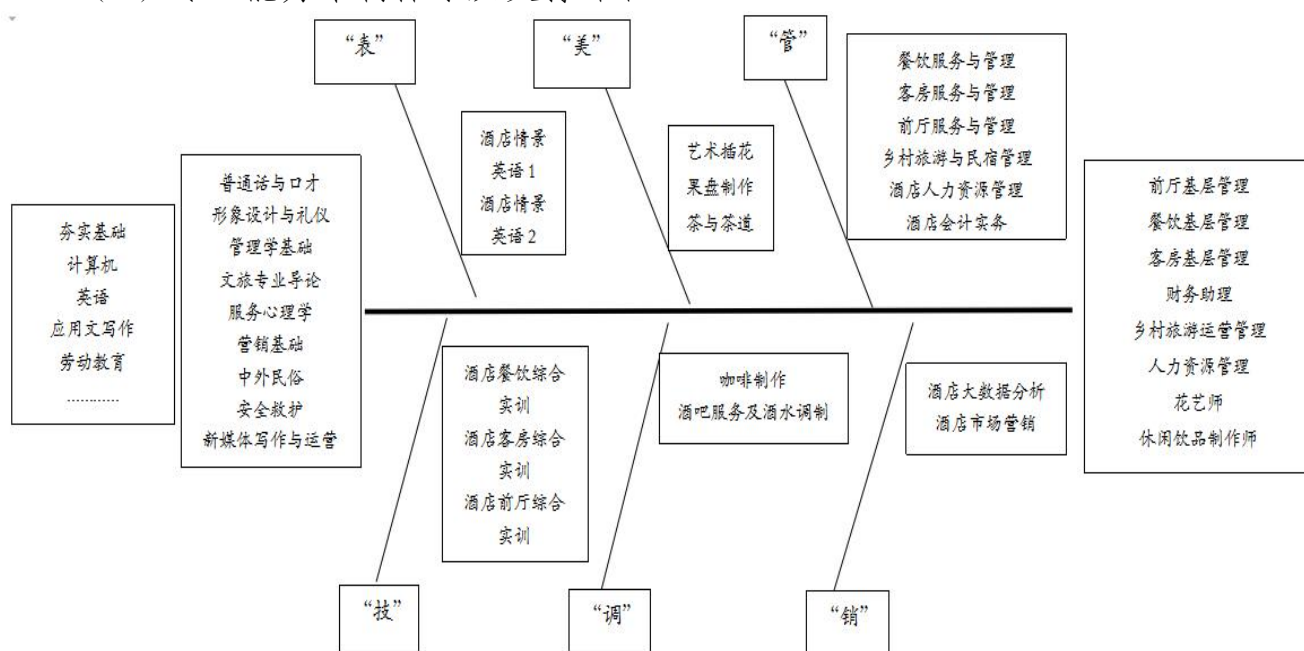 “表”
“美”
“管”
夯实基础
计算机
英语
应用文写作
劳动教育
…………
普通话与口才
形象设计与礼仪
管理学基础
文旅专业导论
服务心理学
营销基础
中外民俗
安全救护
新媒体写作与运营
酒店情景
英语1
酒店情景
英语2
艺术插花
果盘制作
茶与茶道
餐饮服务与管理
客房服务与管理
前厅服务与管理
乡村旅游与民宿管理
酒店人力资源管理
酒店会计实务
酒店餐饮综合
实训
酒店客房综合
实训
酒店前厅综合
实训
咖啡制作
酒吧服务及酒水调制
酒店大数据分析
酒店市场营销
前厅基层管理
餐饮基层管理
客房基层管理
财务助理
乡村旅游运营管理
人力资源管理
花艺师
休闲饮品制作师
“技”
“调”
“销”